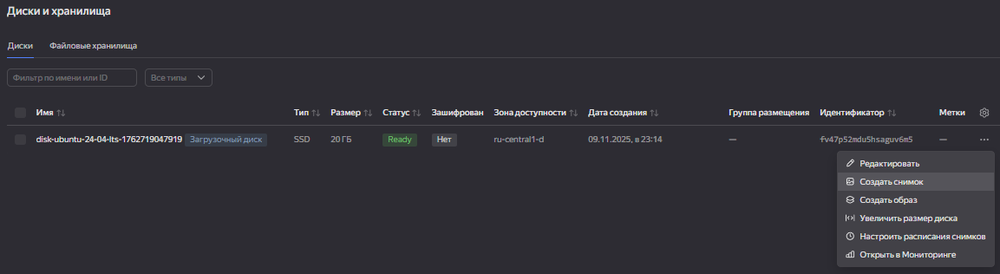 Диски и хранилища
Диски Файловые хранилища
Фильтр по имени или ID Все типы
Имя Тип Размер Статус Зашифрован Зона доступности Дата создания Группа размещения Идентификатор Метки
disk-ubuntu-24-04-lts-1762719047919 Загрузочный диск SSD 20 ГБ Ready Нет ru-central1-d 09.11.2025, в 23:14 — fv47p52mdu5hsaguv6m5 — ...
Редактировать
Создать снимок
Создать образ
Увеличить размер диска
Настроить расписания снимков
Открыть в Мониторинге